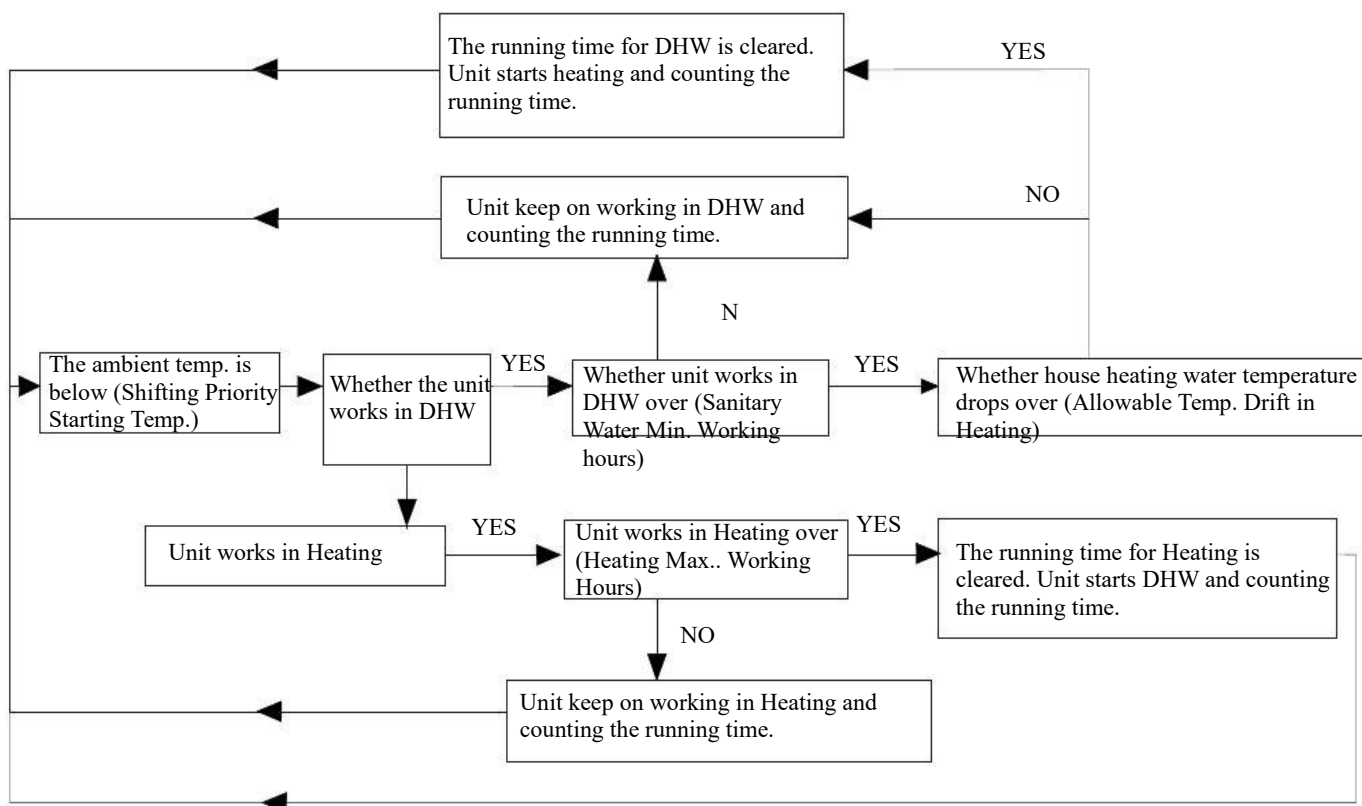 The running time for DHW is cleared.
Unit starts heating and counting the
running time.
YES
Unit keep on working in DHW and
counting the running time.
NO
N
The ambient temp. is
below (Shifting Priority
Starting Temp.)
Whether the unit
works in DHW
YES
Whether unit works in
DHW over (Sanitary
Water Min. Working
hours)
YES
Whether house heating water temperature
drops over (Allowable Temp. Drift in
Heating)
Unit works in Heating
YES
Unit works in Heating over
(Heating Max.. Working
Hours)
YES
The running time for Heating is
cleared. Unit starts DHW and counting
the running time.
NO
Unit keep on working in Heating and
counting the running time.